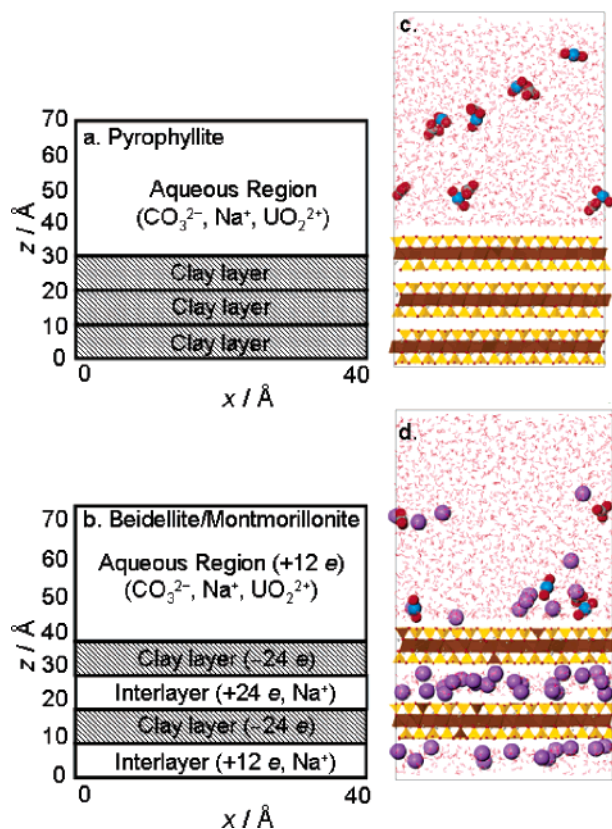 c.
70
60
50
40
30
20
10
0
z / Å
a. Pyrophyllite
Aqueous Region
(CO₃²⁻, Na⁺, UO₂²⁺)
Clay layer
Clay layer
Clay layer
0
40
x / Å
d.
70
60
50
40
30
20
10
0
z / Å
b. Beidellite/Montmorillonite
Aqueous Region (+12 e)
(CO₃²⁻, Na⁺, UO₂²⁺)
Clay layer (−24 e)
Interlayer (+24 e, Na⁺)
Clay layer (−24 e)
Interlayer (+12 e, Na⁺)
0
40
x / Å